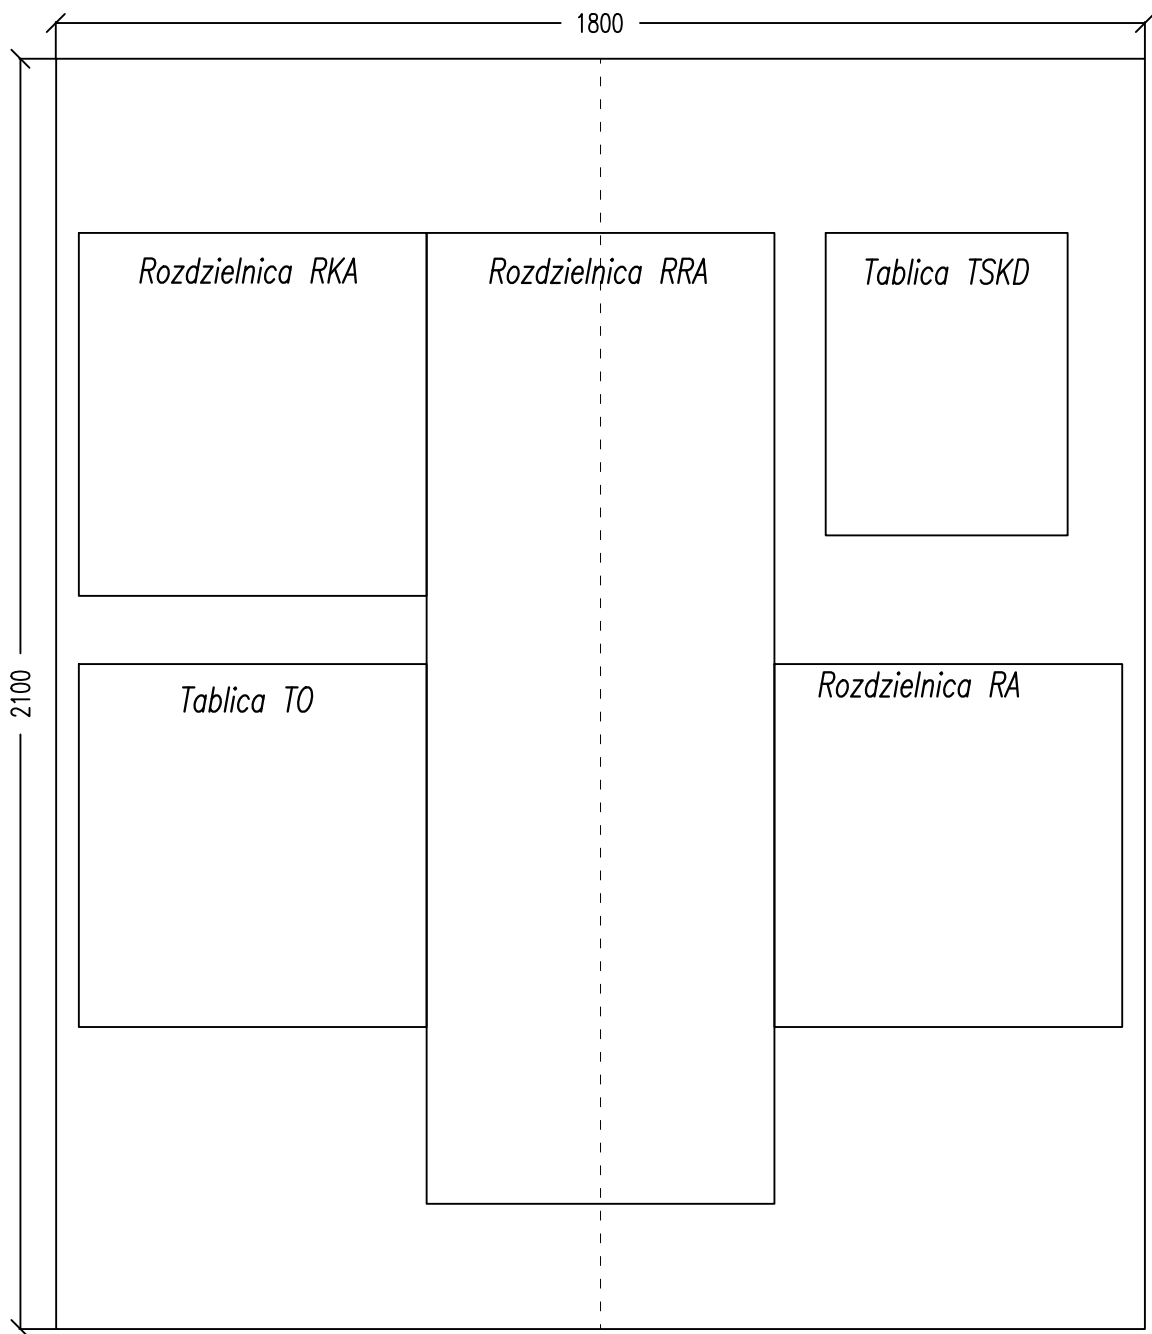 1800
Rozdzielnica RKA
Rozdzielnica RRA
Tablica TSKD
2100
Tablica TO
Rozdzielnica RA